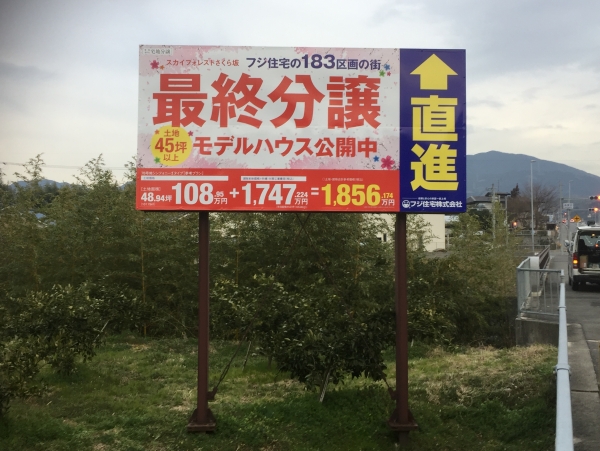 スカイフォレストさくら坂 フジ住宅の183区画の街
最終分譲
土地
45坪
以上
モデルハウス公開中
48.94坪 108.95万円+1,747.224万円=1,856.174万円
直進
フジ住宅株式会社